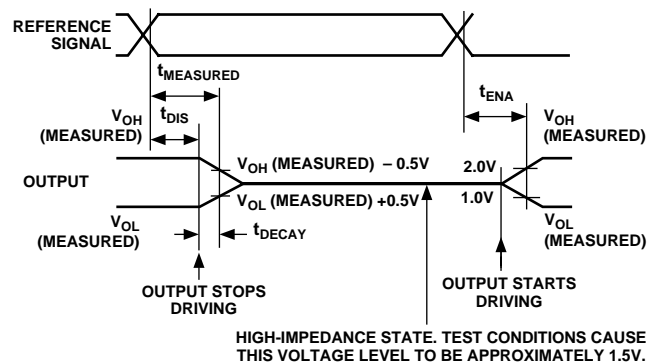 REFERENCE
SIGNAL
tMEASURED
tENA
tDIS
VOH
(MEASURED)
VOH
(MEASURED)
VOH (MEASURED) – 0.5V
2.0V
OUTPUT
VOL (MEASURED) +0.5V
1.0V
VOL
(MEASURED)
VOL
(MEASURED)
tDECAY
OUTPUT STOPS
DRIVING
OUTPUT STARTS
DRIVING
HIGH-IMPEDANCE STATE. TEST CONDITIONS CAUSE
THIS VOLTAGE LEVEL TO BE APPROXIMATELY 1.5V.